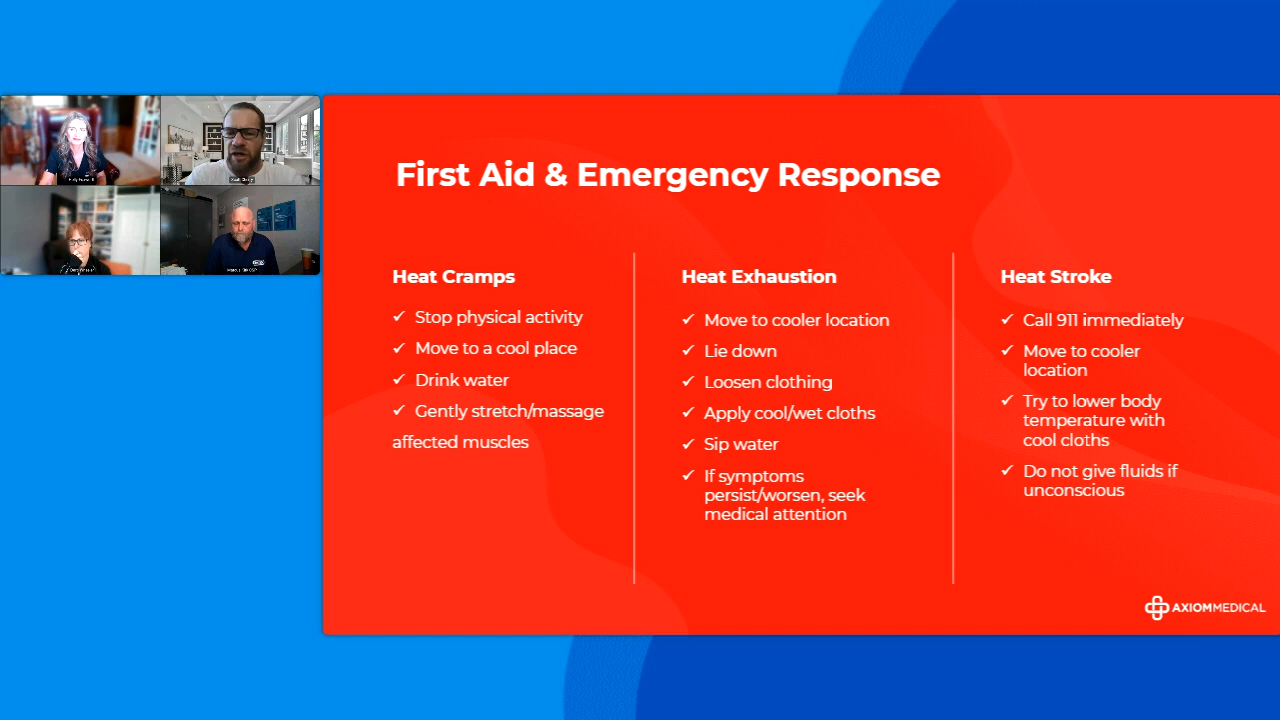 First Aid & Emergency Response
Heat Cramps
✓ Stop physical activity
✓ Move to a cool place
✓ Drink water
✓ Gently stretch/massage
affected muscles
Heat Exhaustion
✓ Move to cooler location
✓ Lie down
✓ Loosen clothing
✓ Apply cool/wet cloths
✓ Sip water
✓ If symptoms
persist/worsen, seek
medical attention
Heat Stroke
✓ Call 911 immediately
✓ Move to cooler
location
✓ Try to lower body
temperature with
cool cloths
✓ Do not give fluids if
unconscious
AXIOMMEDICAL